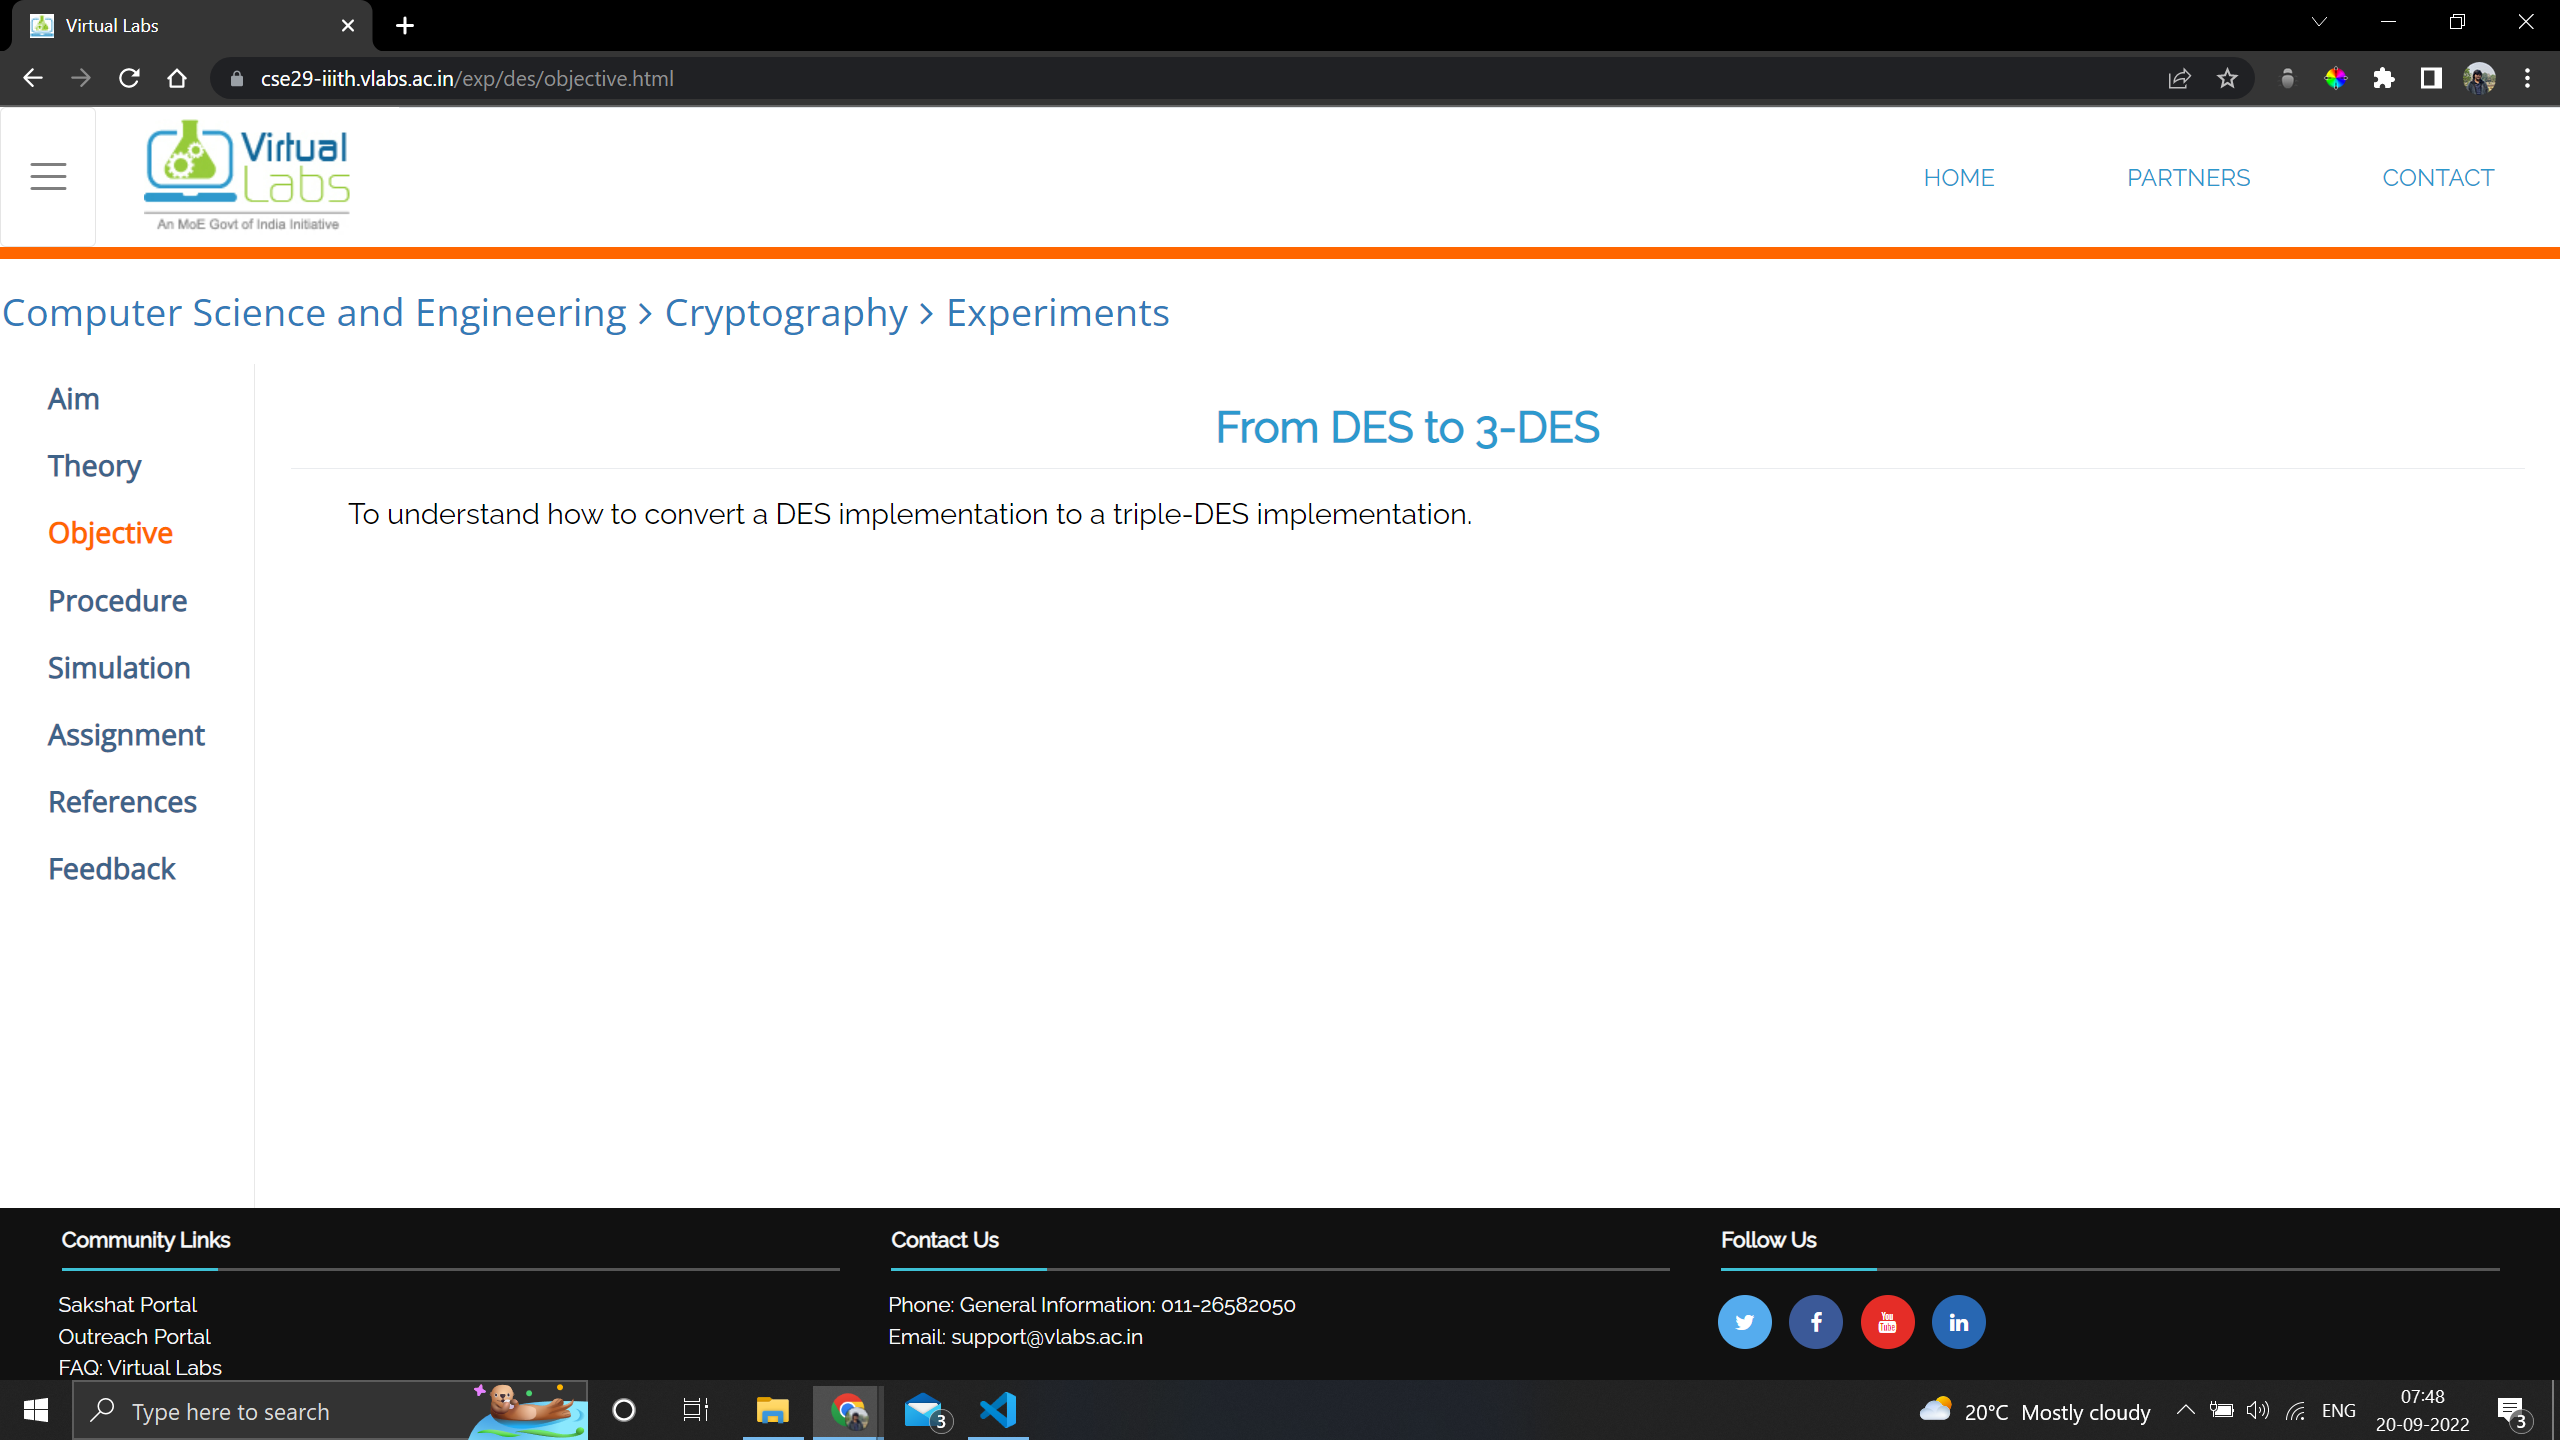 Virtual Labs
cse29-iiith.vlabs.ac.in/exp/des/objective.html
Virtual
Labs
An MoE Govt of India Initiative
HOME PARTNERS CONTACT
Computer Science and Engineering > Cryptography > Experiments
Aim
Theory
Objective
Procedure
Simulation
Assignment
References
Feedback
From DES to 3-DES
To understand how to convert a DES implementation to a triple-DES implementation.
Community Links
Sakshat Portal
Outreach Portal
FAQ: Virtual Labs
Contact Us
Phone: General Information: 011-26582050
Email: support@vlabs.ac.in
Follow Us
You
Tube
Type here to search
3
20°C Mostly cloudy
ENG
07:48
20-09-2022
3